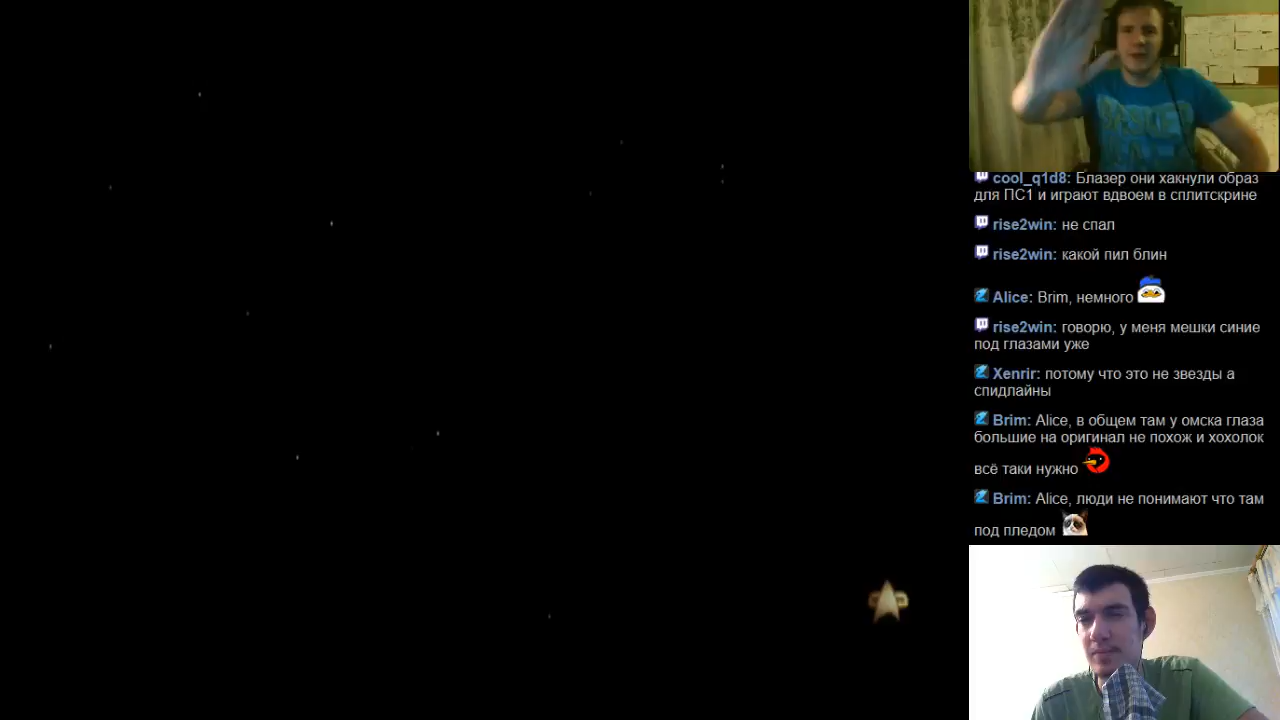 cool_q1d8: Блазер они хакнули образ
для ПС1 и играют вдвоем в сплитскрине
rise2win: не спал
rise2win: какой пил блин
Alice: Brim, немного
rise2win: говорю, у меня мешки синие
под глазами уже
Xenrir: потому что это не звезды а
спидлайны
Brim: Alice, в общем там у омска глаза
большие на оригинал не похож и хохолок
всё таки нужно
Brim: Alice, люди не понимают что там
под пледом